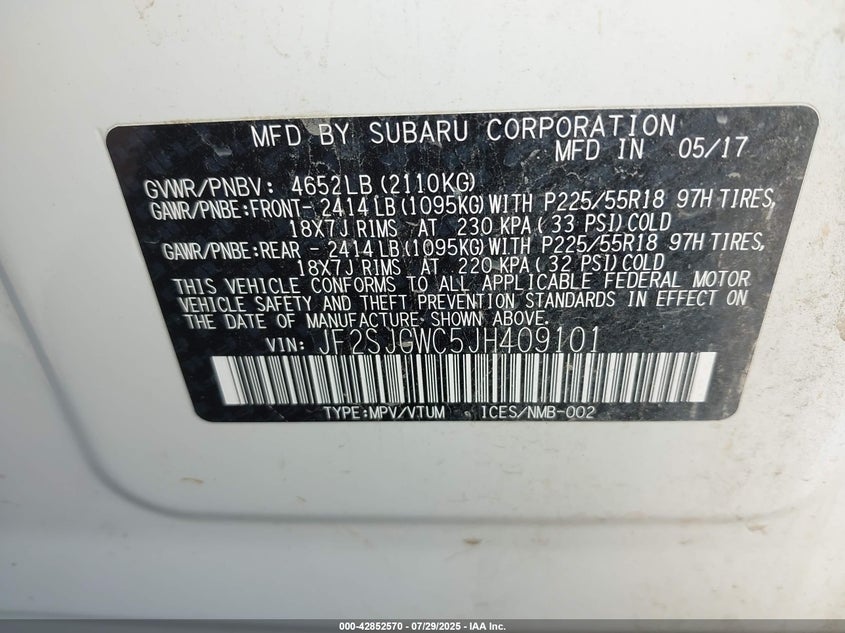 MFD BY SUBARU CORPORATION
MFD IN 05/17
GVWR/PNBV: 4652LB (2110KG)
GAWR/PNBE:FRONT- 2414 LB (1095KG) WITH P225/55R18 97H TIRES,
18X7J RIMS AT 230 KPA ( 33 PSI) COLD
GAWR/PNBE:REAR - 2414 LB (1095KG) WITH P225/55R18 97H TIRES,
18X7J RIMS AT 220 KPA ( 32 PSI) COLD
THIS VEHICLE CONFORMS TO ALL APPLICABLE FEDERAL MOTOR
VEHICLE SAFETY AND THEFT PREVENTION STANDARDS IN EFFECT ON
THE DATE OF MANUFACTURE SHOWN ABOVE.
VIN: JF2SJGWC5JH409101
TYPE:MPV/VTUM ICES/NMB-002
000-42852570 - 07/29/2025 - IAA Inc.